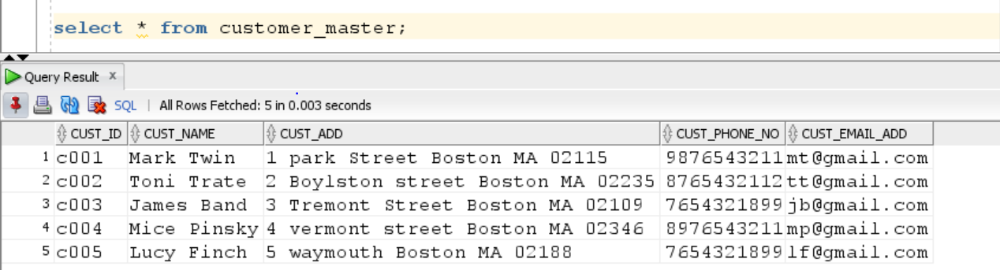 select * from customer_master;
Query Result x
SQL | All Rows Fetched: 5 in 0.003 seconds
CUST_ID CUST_NAME CUST_ADD CUST_PHONE_NO CUST_EMAIL_ADD
1 c001 Mark Twin 1 park Street Boston MA 02115 9876543211 mt@gmail.com
2 c002 Toni Trate 2 Boylston street Boston MA 02235 8765432112 tt@gmail.com
3 c003 James Band 3 Tremont Street Boston MA 02109 7654321899 jb@gmail.com
4 c004 Mice Pinsky 4 vermont street Boston MA 02346 8976543211 mp@gmail.com
5 c005 Lucy Finch 5 waymouth Boston MA 02188 7654321899 lf@gmail.com